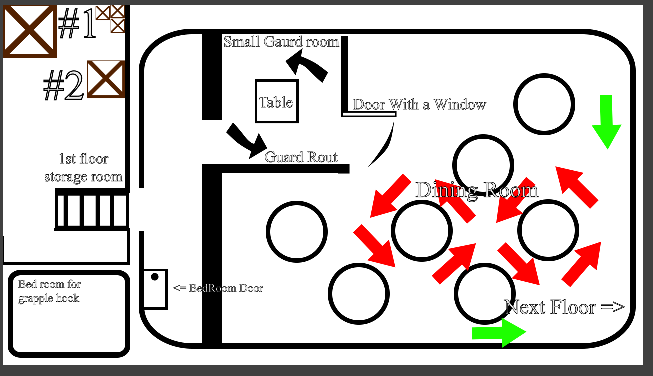 #1
#2
1st floor
storage room
Bed room for
grapple hook
Small Gaurd room
Table
Door With a Window
Guard Rout
Dining Room
<= BedRoom Door
Next Floor =>